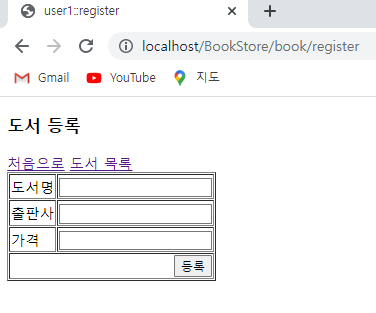 user1::register
localhost/BookStore/book/register
Gmail YouTube 지도
도서 등록
처음으로 도서 목록
도서명
출판사
가격
등록